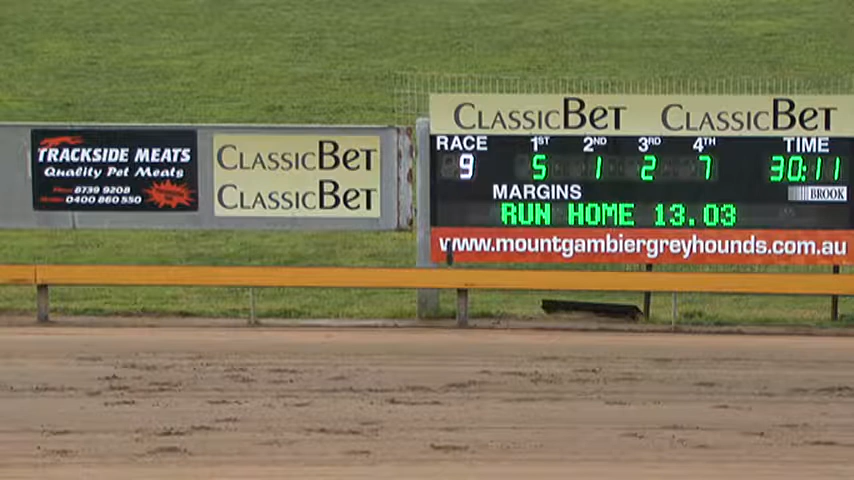 CLASSICBET CLASSICBET
RACE 1ST 2ND 3RD 4TH TIME
9 5 1 2 7 30:11
MARGINS BROOK
RUN HOME 13.03
www.mountgambiergreyhounds.com.au
TRACKSIDE MEATS
Quality Pet Meats
8739 9208
0400 860 550
CLASSICBET
CLASSICBET